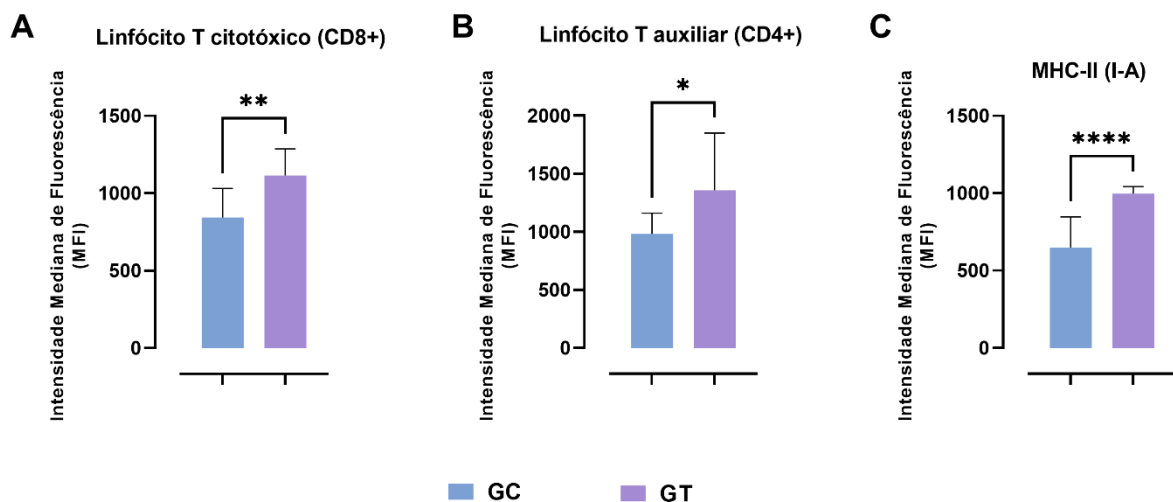 A
Linfócito T citotóxico (CD8+)
Intensidade Mediana de Fluorescência
(MFI)
1500
1000
500
0
**
B
Linfócito T auxiliar (CD4+)
Intensidade Mediana de Fluorescência
(MFI)
2000
1500
1000
500
0
*
C
MHC-II (I-A)
Intensidade Mediana de Fluorescência
(MFI)
1500
1000
500
0
****
GC
GT